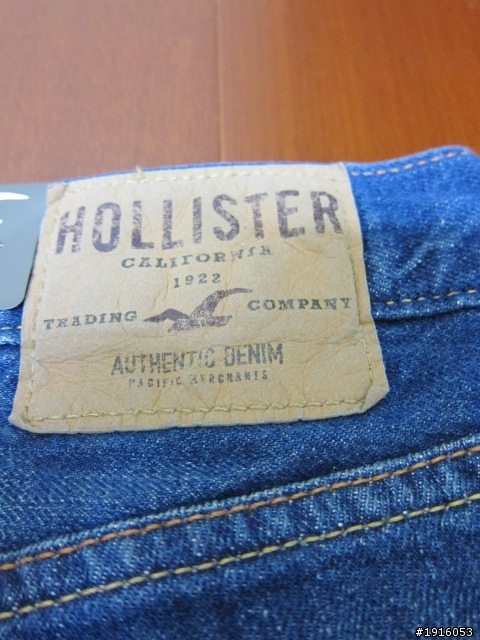 HOLLISTER
CALIFORNIA
1922
TRADING COMPANY
AUTHENTIC DENIM
PACIFIC MERCHANTS
#1916053